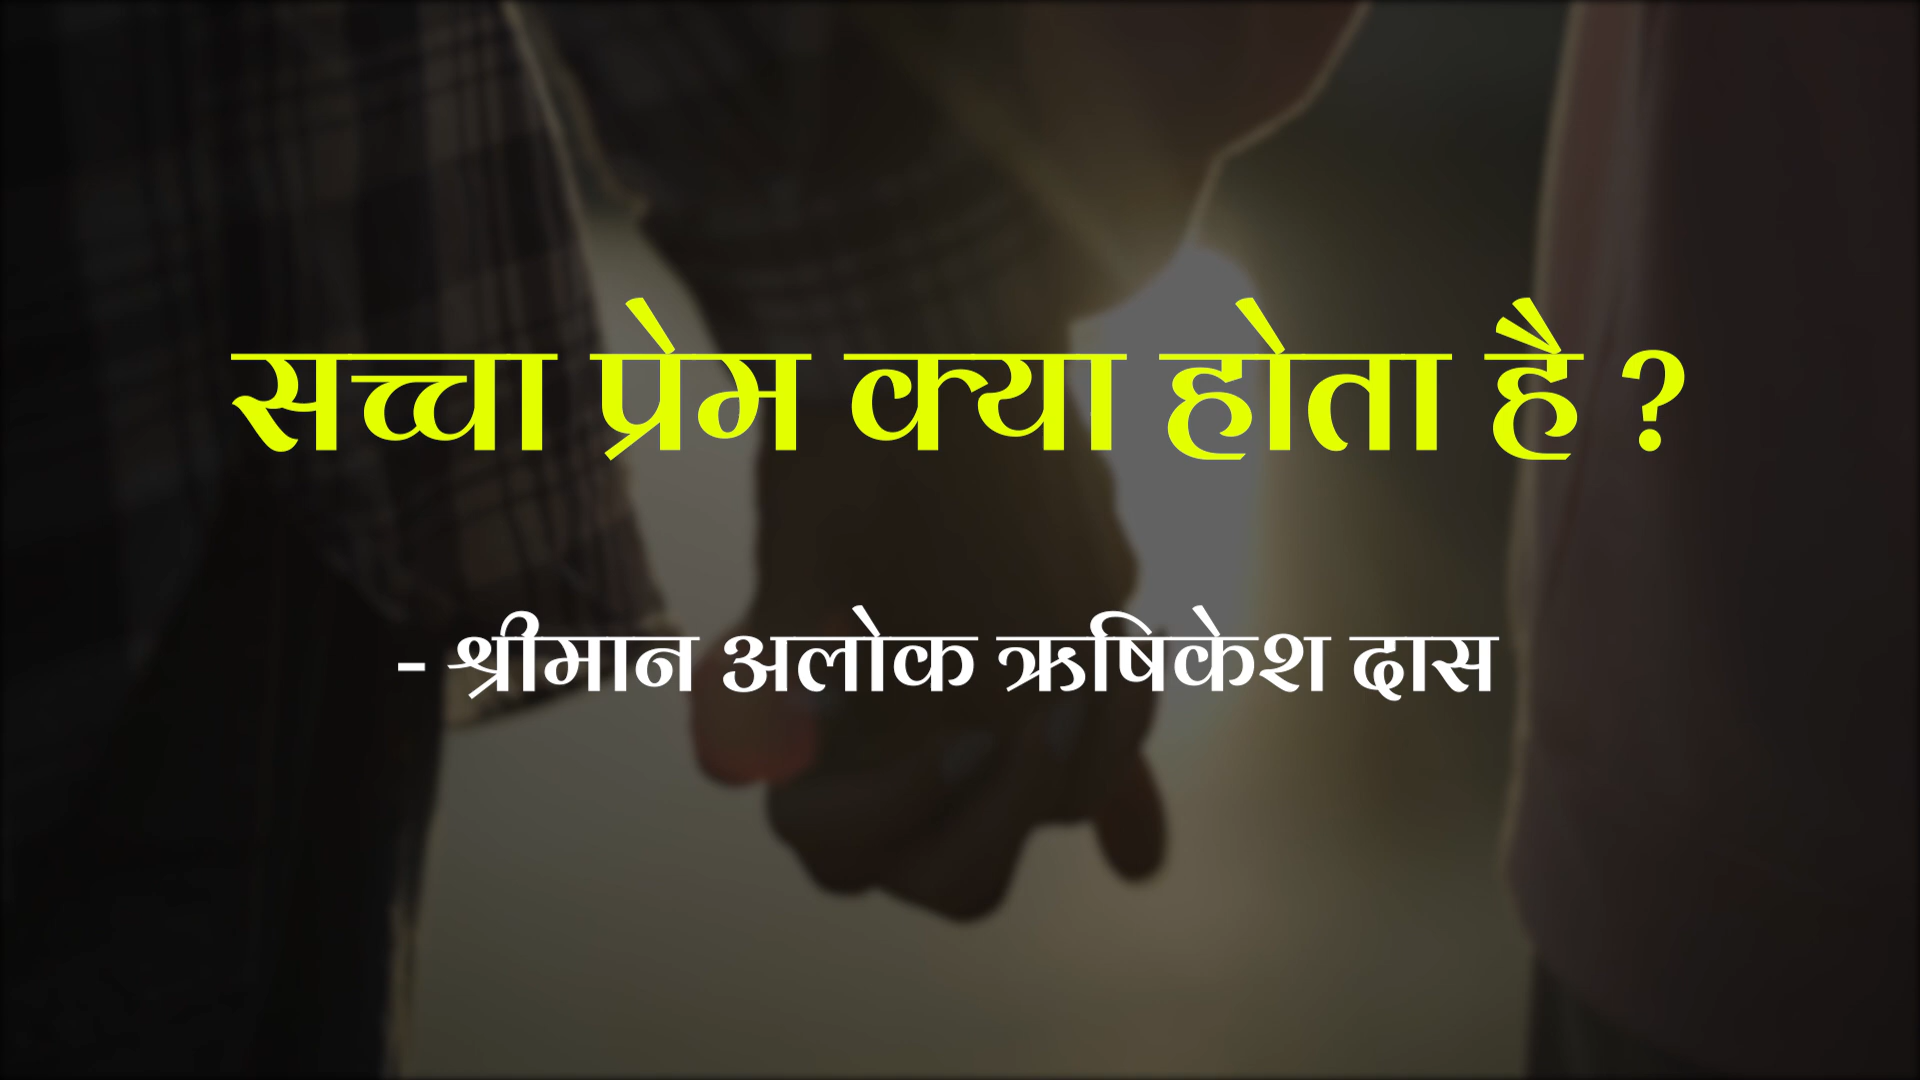 सच्चा प्रेम क्या होता है ?
- श्रीमान अलोक ऋषिकेश दास